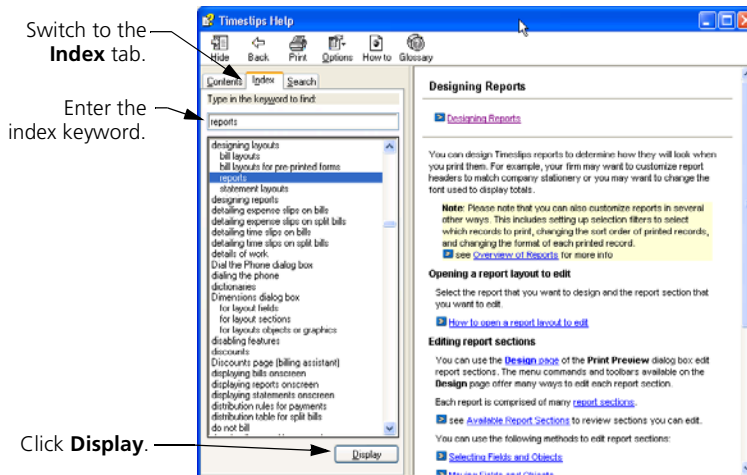 Switch to the
Index tab.
Enter the
index keyword.
Click Display.
Timeslips Help
Hide Back Print Options How to Glossary
Contents Index Search
Type in the keyword to find:
reports
designing layouts
bill layouts
bill layouts for pre-printed forms
reports
statement layouts
designing reports
detailing expense slips on bills
detailing expense slips on split bills
detailing time slips on bills
detailing time slips on split bills
details of work
Dial the Phone dialog box
dialing the phone
dictionaries
Dimensions dialog box
for layout fields
for layout sections
for layouts objects or graphics
disabling features
discounts
Discounts page (billing assistant)
displaying bills onscreen
displaying reports onscreen
displaying statements onscreen
distribution rules for payments
distribution table for split bills
do not bill
Display
Designing Reports
Designing Reports
You can design Timeslips reports to determine how they will look when
you print them. For example, your firm may want to customize report
headers to match company stationery or you may want to change the
font used to display totals.
Note: Please note that you can also customize reports in several
other ways. This includes setting up selection filters to select
which records to print, changing the sort order of printed records,
and changing the format of each printed record.
see Overview of Reports for more info
Opening a report layout to edit
Select the report that you want to design and the report section that
you want to edit.
How to open a report layout to edit
Editing report sections
You can use the Design page of the Print Preview dialog box edit
report sections. The menu commands and toolbars available on the
Design page offer many ways to edit each report section.
Each report is comprised of many report sections.
see Available Report Sections to review sections you can edit.
You can use the following methods to edit report sections:
Selecting Fields and Objects
Moving Fields and Objects